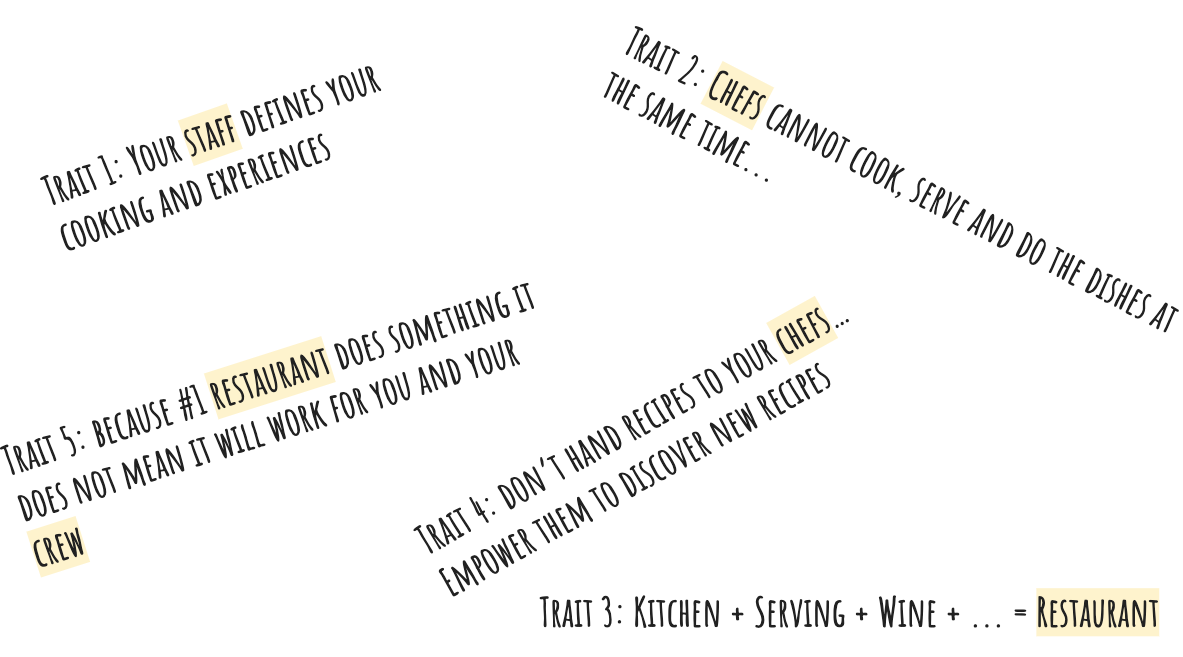 Trait 1: Your staff defines your
cooking and experiences
Trait 2: Chefs cannot cook, serve and do the dishes at
the same time...
Trait 5: because #1 restaurant does something it
does not mean it will work for you and your
crew
Trait 4: don't hand recipes to your chefs...
Empower them to discover new recipes
Trait 3: Kitchen + Serving + Wine + ... = Restaurant